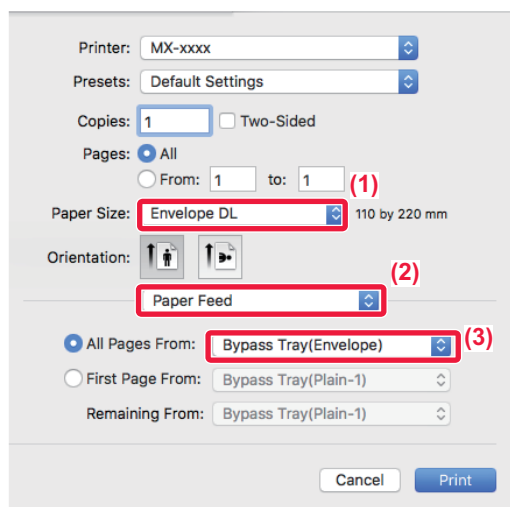 Printer: MX-xxxx
Presets: Default Settings
Copies: 1 Two-Sided
Pages: All
From: 1 to: 1
(1)
Paper Size: Envelope DL 110 by 220 mm
Orientation:
(2)
Paper Feed
All Pages From: Bypass Tray(Envelope) (3)
First Page From: Bypass Tray(Plain-1)
Remaining From: Bypass Tray(Plain-1)
Cancel Print